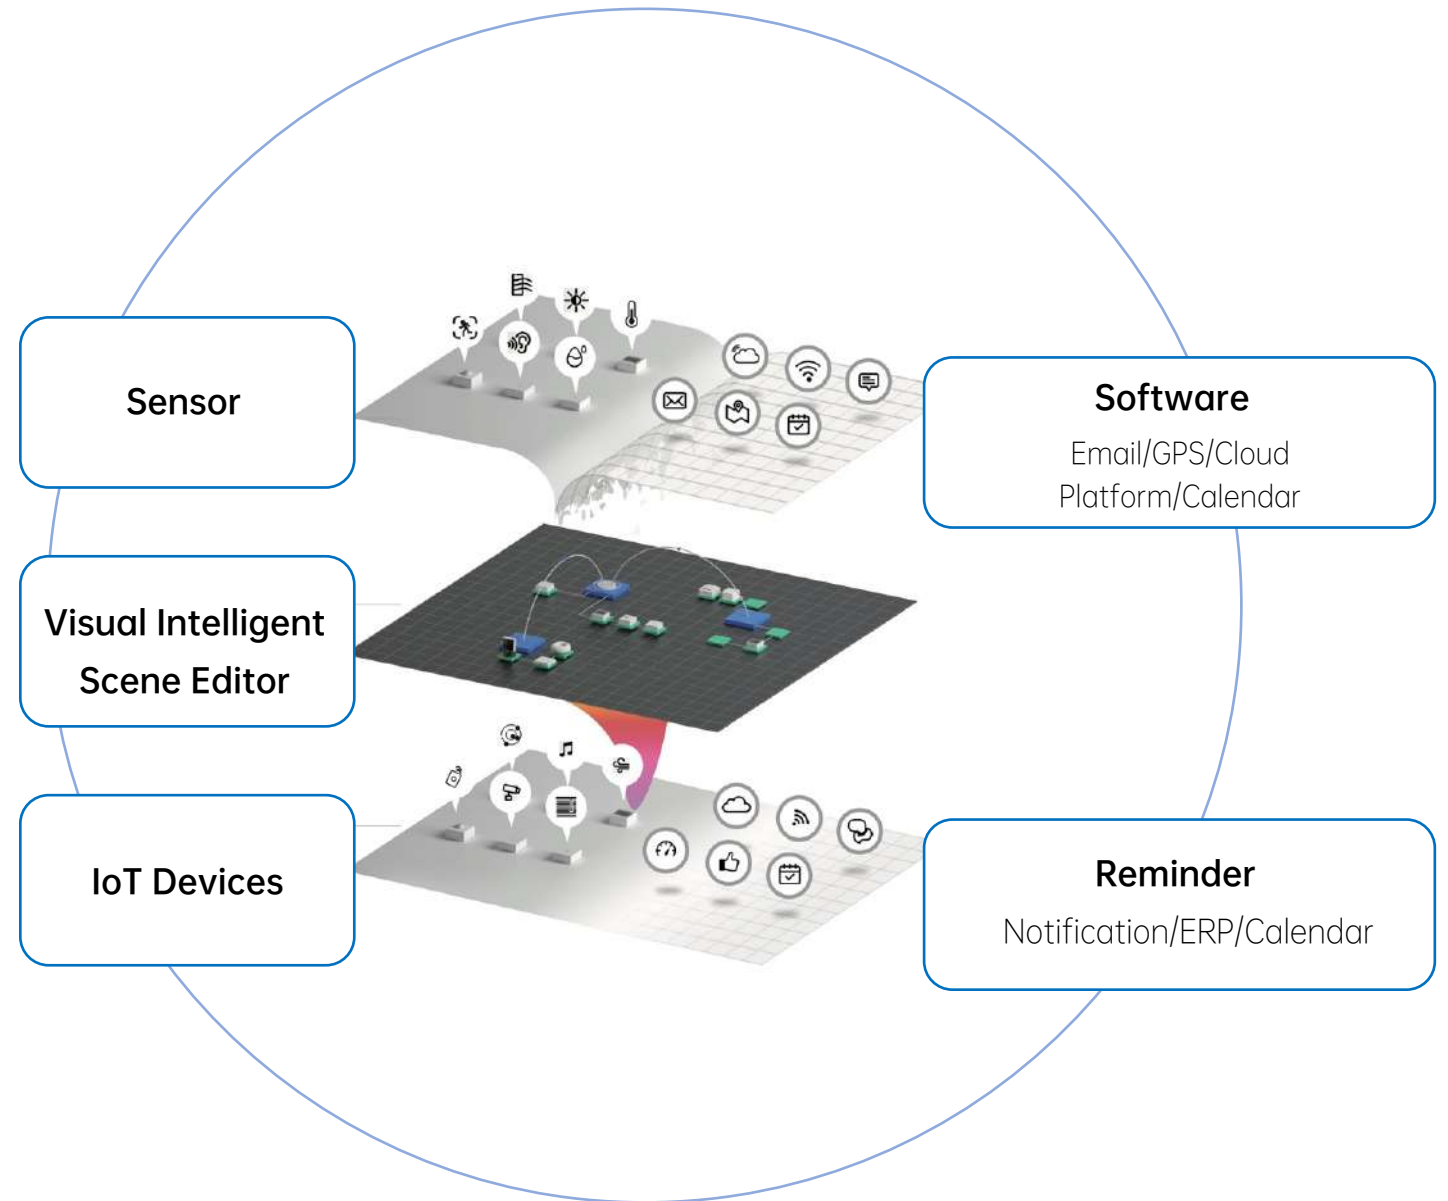 Sensor
Software
Email/GPS/Cloud
Platform/Calendar
Visual Intelligent
Scene Editor
IoT Devices
Reminder
Notification/ERP/Calendar